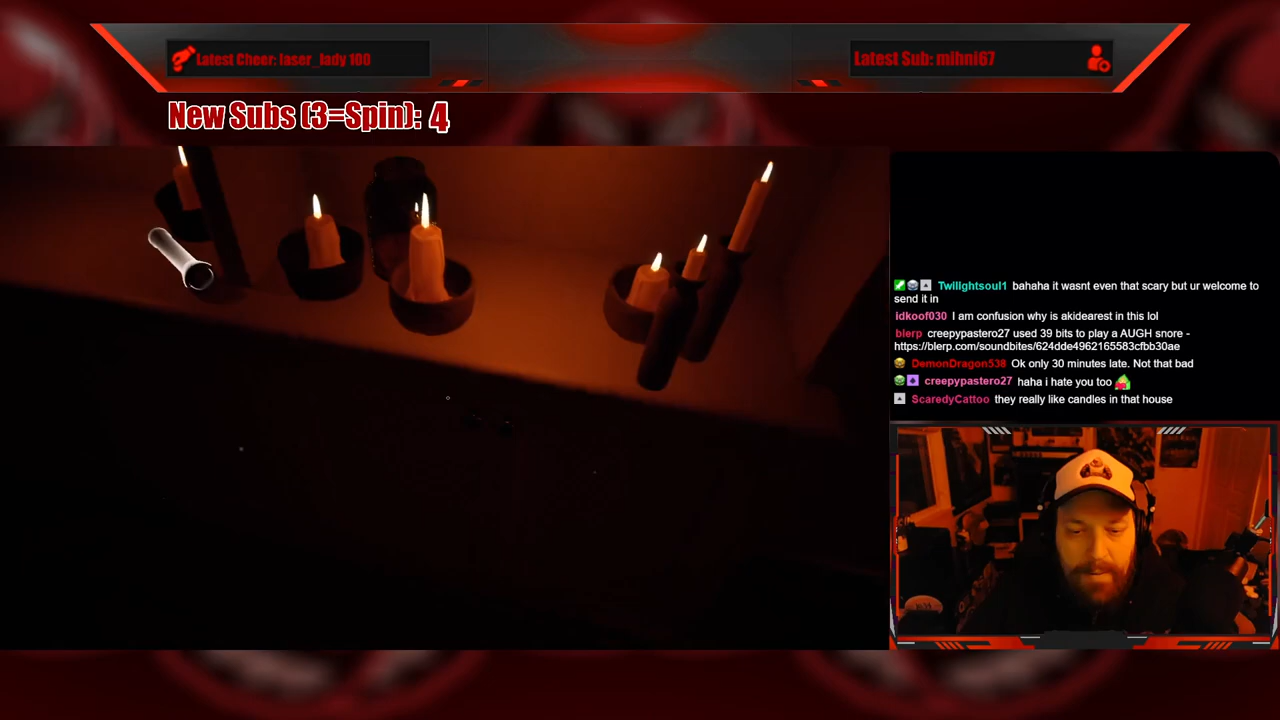 Latest Cheer: laser_lady 100
Latest Sub: mihni67
New Subs (3=Spin): 4
Twilightsoul1 bahaha it wasnt even that scary but ur welcome to
send it in
idkoof030 I am confusion why is akidearest in this lol
blerp creepypastero27 used 39 bits to play a AUGH snore -
https://blerp.com/soundbites/624dde4962165583cfbb30ae
DemonDragon538 Ok only 30 minutes late. Not that bad
creepypastero27 haha i hate you too
ScaredyCattoo they really like candles in that house